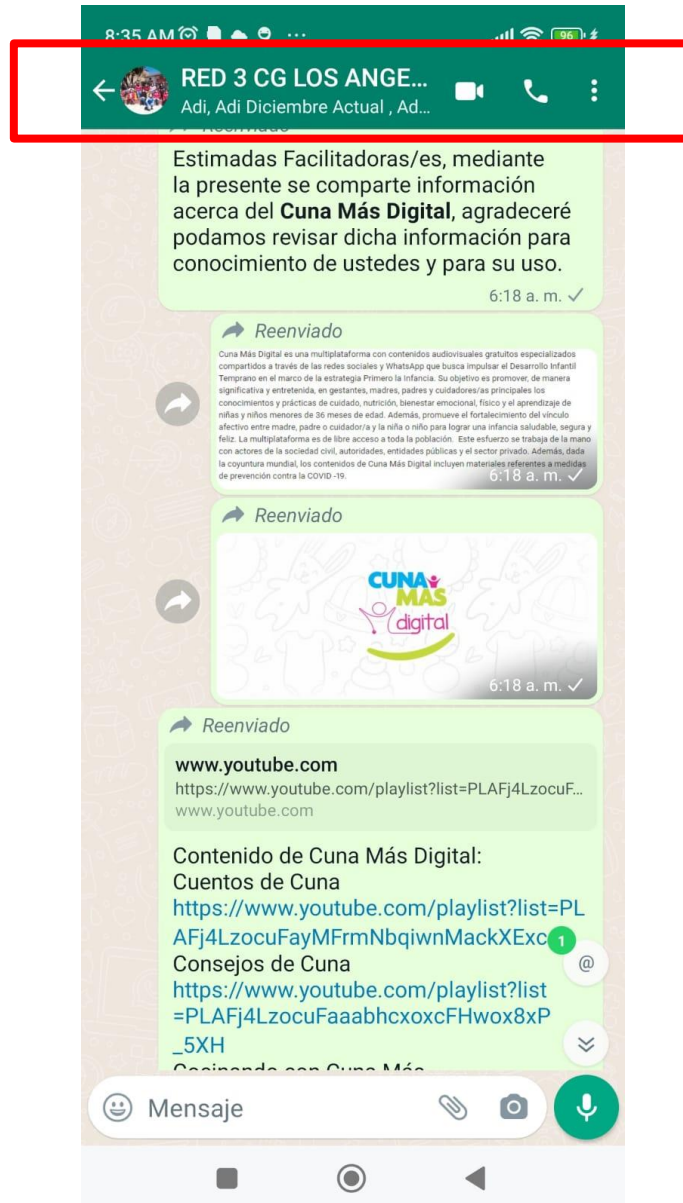 8:35 AM
96
RED 3 CG LOS ANGE...
Adi, Adi Diciembre Actual , Ad...
Reenviado
Estimadas Facilitadoras/es, mediante
la presente se comparte información
acerca del Cuna Más Digital, agradeceré
podamos revisar dicha información para
conocimiento de ustedes y para su uso.
6:18 a. m.
Reenviado
Cuna Más Digital es una multiplataforma con contenidos audiovisuales gratuitos especializados
compartidos a través de las redes sociales y WhatsApp que busca impulsar el Desarrollo Infantil
Temprano en el marco de la estrategia Primero la Infancia. Su objetivo es promover, de manera
significativa y entretenida, en gestantes, madres, padres y cuidadores/as principales los
conocimientos y prácticas de cuidado, nutrición, bienestar emocional, físico y el aprendizaje de
niñas y niños menores de 36 meses de edad. Además, promueve el fortalecimiento del vínculo
afectivo entre madre, padre o cuidador/a y la niña o niño para lograr una infancia saludable, segura y
feliz. La multiplataforma es de libre acceso a toda la población. Este esfuerzo se trabaja de la mano
con actores de la sociedad civil, autoridades, entidades públicas y el sector privado. Además, dada
la coyuntura mundial, los contenidos de Cuna Más Digital incluyen materiales referentes a medidas
de prevención contra la COVID -19.
6:18 a. m.
Reenviado
CUNA
MAS
digital
6:18 a. m.
Reenviado
www.youtube.com
https://www.youtube.com/playlist?list=PLAFj4LzocuF...
www.youtube.com
Contenido de Cuna Más Digital:
Cuentos de Cuna
https://www.youtube.com/playlist?list=PL
AFj4LzocuFayMFrmNbqiwnMackXExc
1
Consejos de Cuna
@
https://www.youtube.com/playlist?list
=PLAFj4LzocuFaaabhcxoxcFHwox8xP
_5XH
Cocinando con Cuna Más
Mensaje